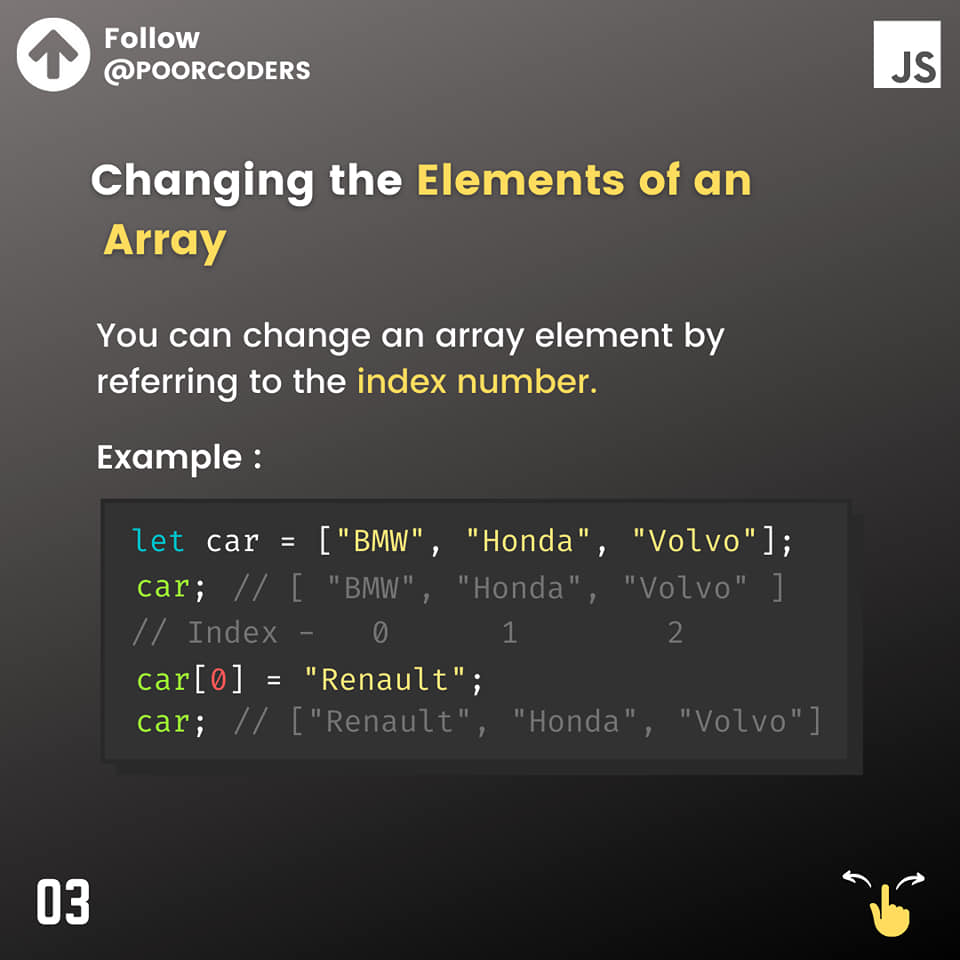 Follow
@POORCODERS
JS
Changing the Elements of an
Array
You can change an array element by
referring to the index number.
Example :
let car = ["BMW", "Honda", "Volvo"];
car; // [ "BMW", "Honda", "Volvo" ]
// Index - 0 1 2
car[0] = "Renault";
car; // ["Renault", "Honda", "Volvo"]
03